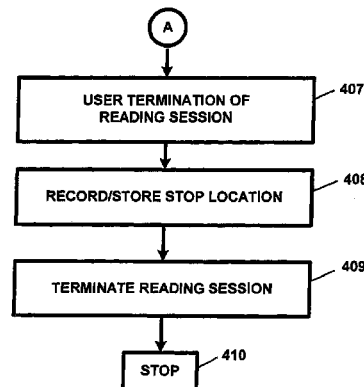 A
USER TERMINATION OF
READING SESSION
407
RECORD/STORE STOP LOCATION
408
TERMINATE READING SESSION
409
STOP
410